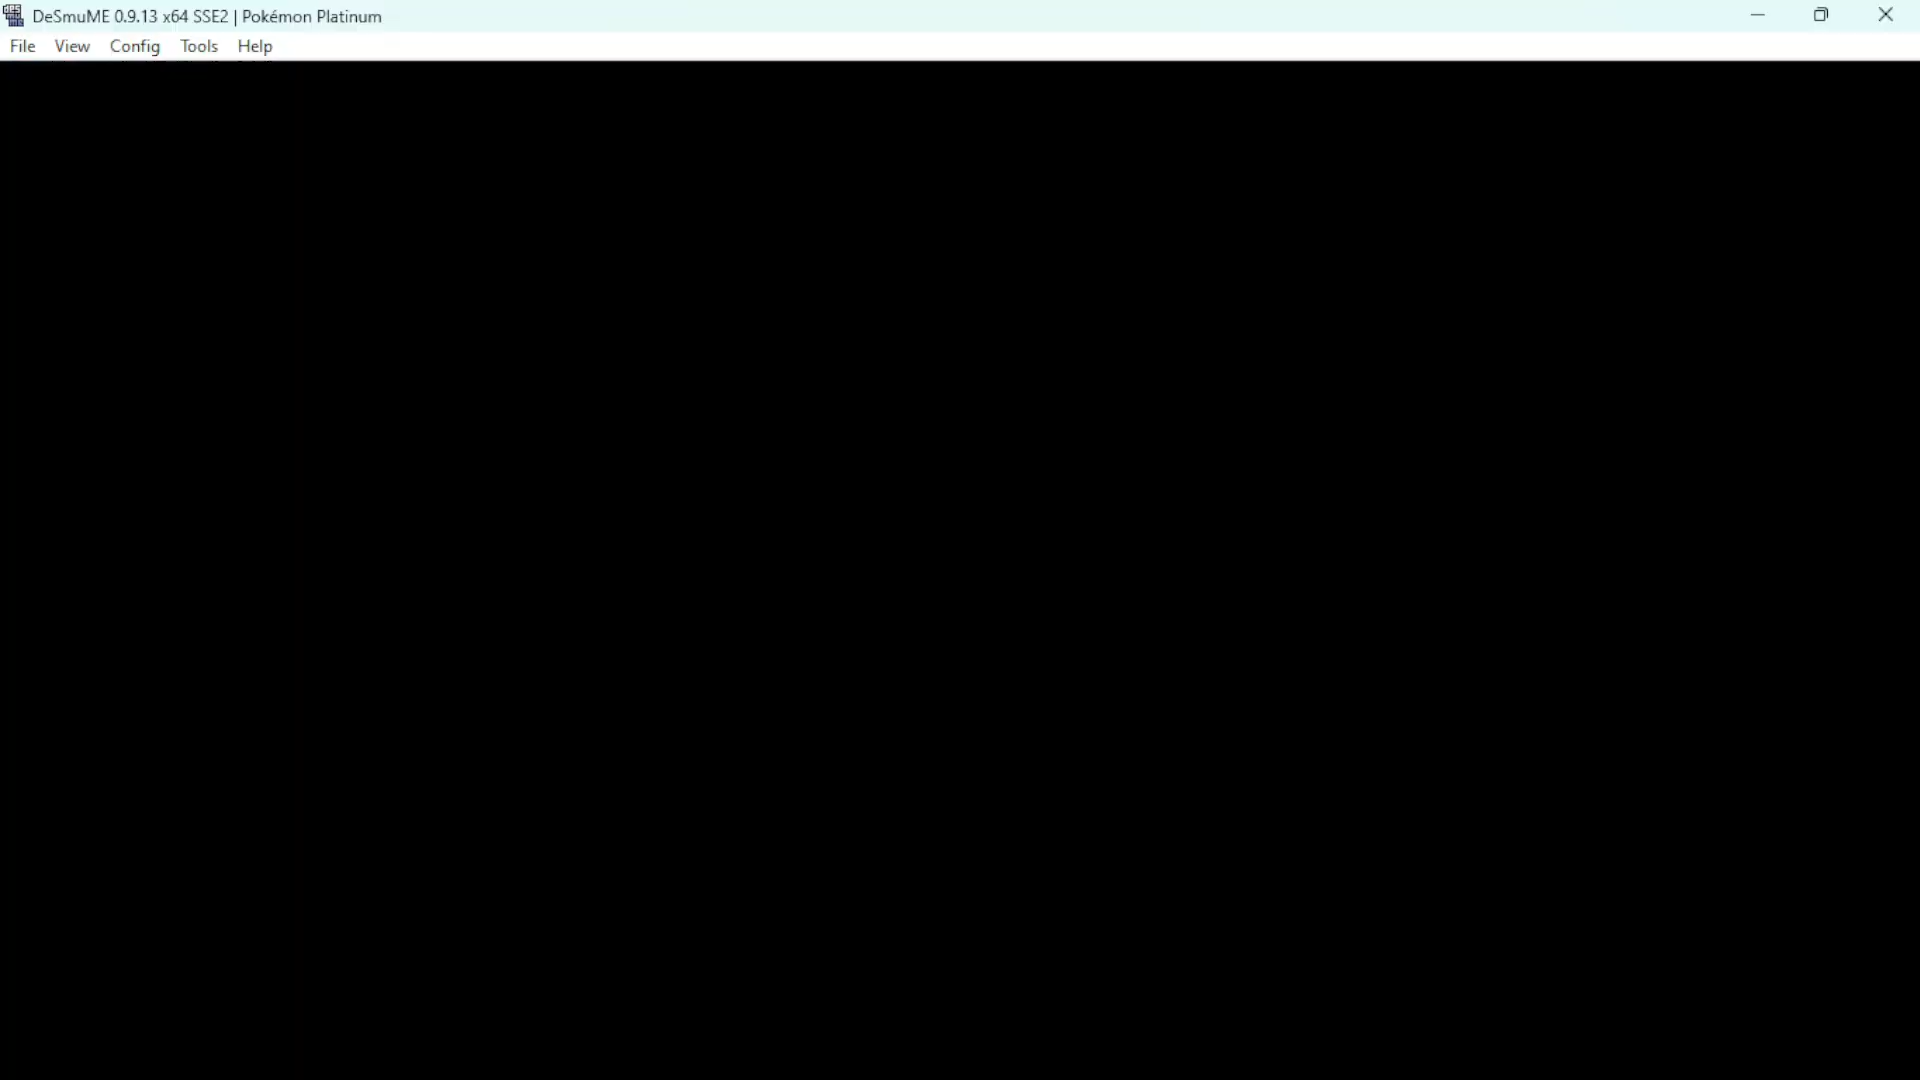 DeSmuME 0.9.13 x64 SSE2 | Pokémon Platinum
File View Config Tools Help